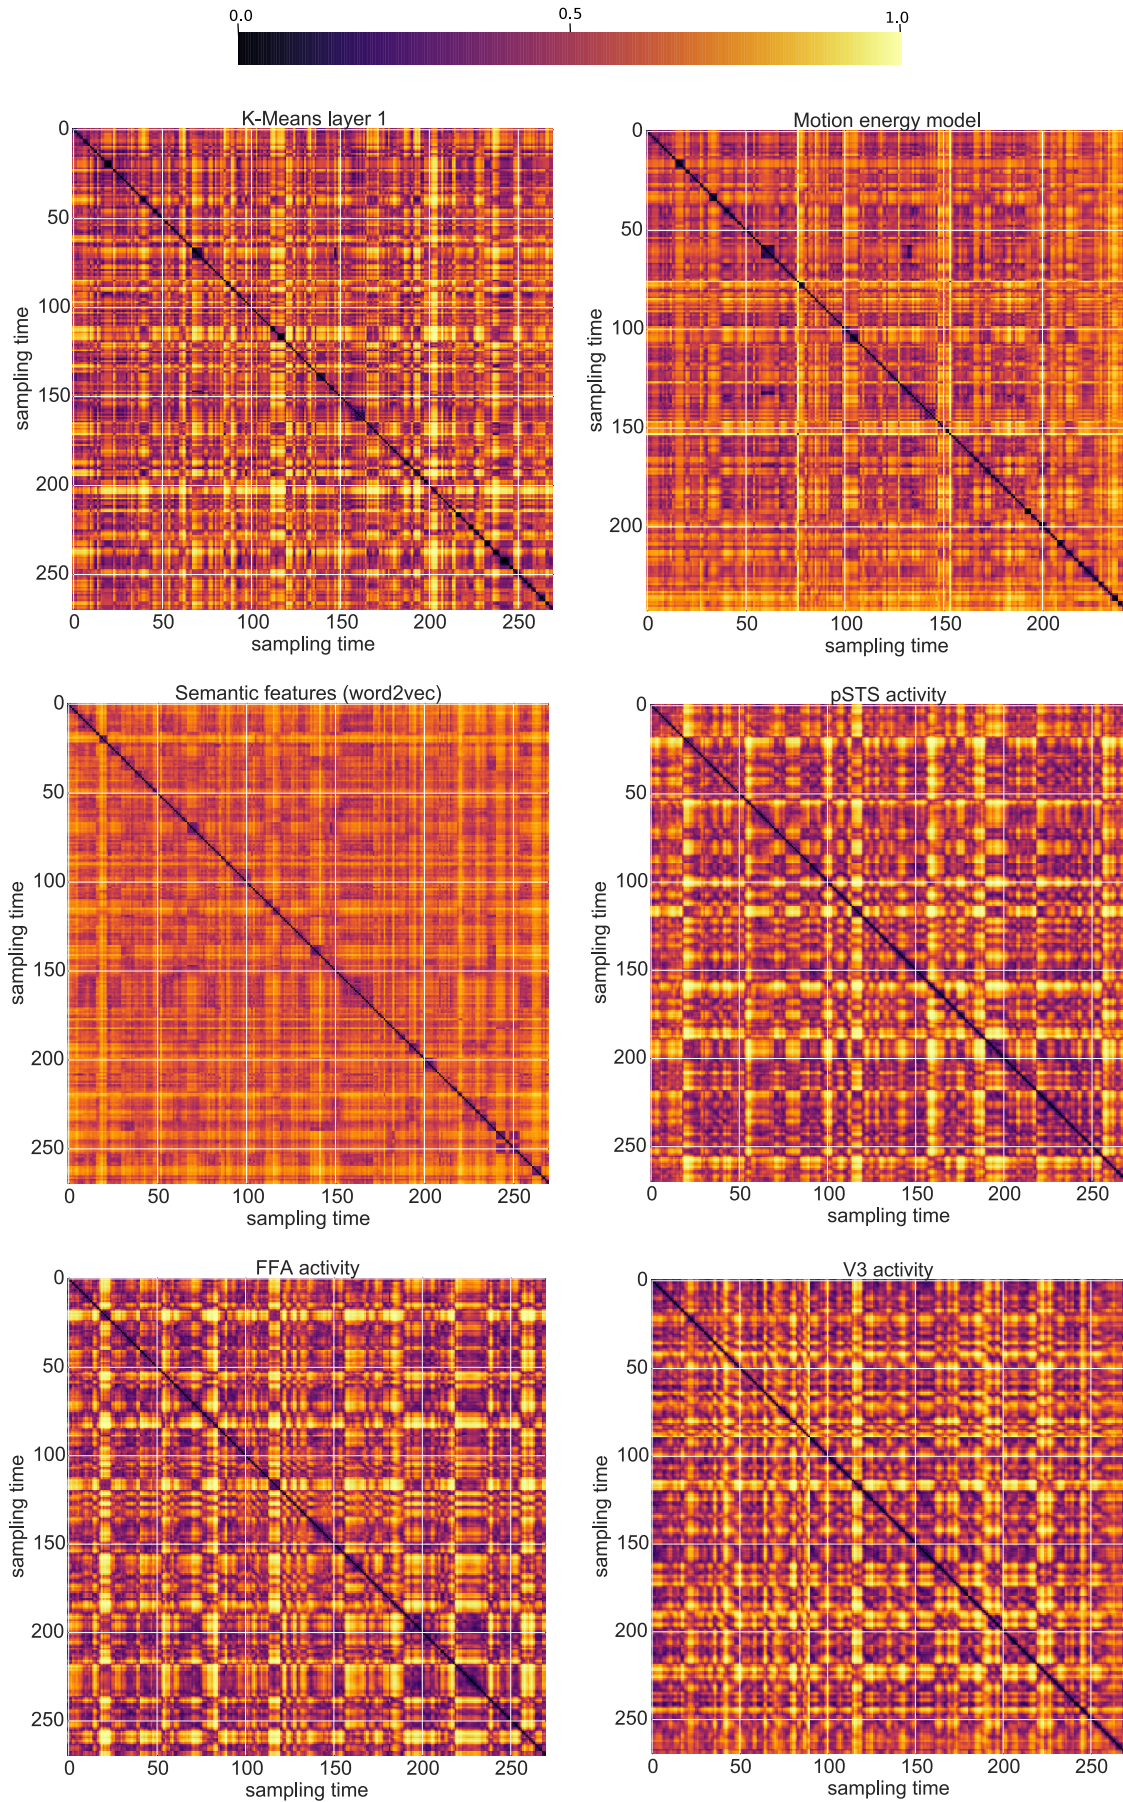 0.0 0.5 1.0
K-Means layer 1
0
50
100
150
200
250
sampling time
0 50 100 150 200 250
sampling time
Motion energy model
0
50
100
150
200
sampling time
0 50 100 150 200
sampling time
Semantic features (word2vec)
0
50
100
150
200
250
sampling time
0 50 100 150 200 250
sampling time
pSTS activity
0
50
100
150
200
250
sampling time
0 50 100 150 200 250
sampling time
FFA activity
0
50
100
150
200
250
sampling time
0 50 100 150 200 250
sampling time
V3 activity
0
50
100
150
200
250
sampling time
0 50 100 150 200 250
sampling time